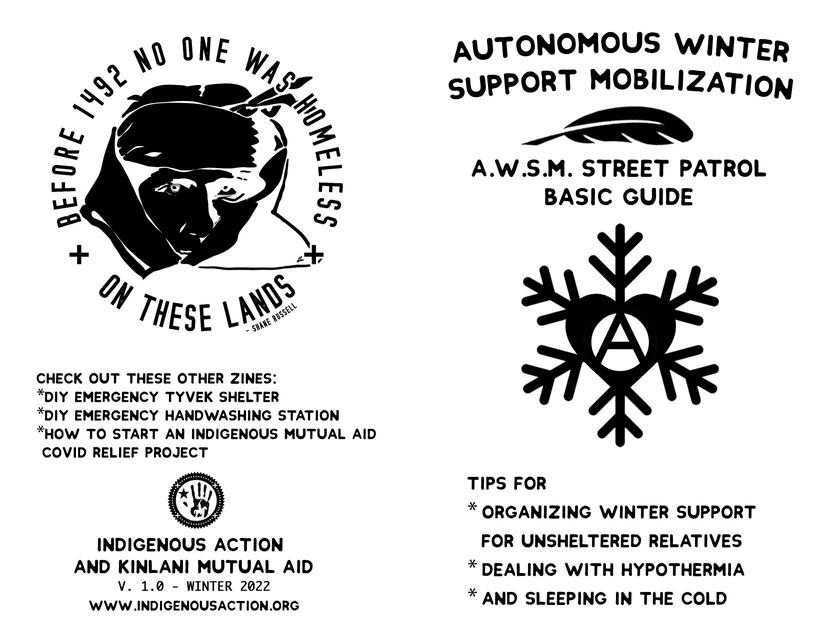 BEFORE 1492 NO ONE WAS HOMELESS
ON THESE LANDS
- SHANE RUSSELL
CHECK OUT THESE OTHER ZINES:
*DIY EMERGENCY TYVEK SHELTER
*DIY EMERGENCY HANDWASHING STATION
*HOW TO START AN INDIGENOUS MUTUAL AID
COVID RELIEF PROJECT
INDIGENOUS ACTION
AND KINLANI MUTUAL AID
V. 1.0 - WINTER 2022
WWW.INDIGENOUSACTION.ORG
AUTONOMOUS WINTER
SUPPORT MOBILIZATION
A.W.S.M. STREET PATROL
BASIC GUIDE
A
TIPS FOR
* ORGANIZING WINTER SUPPORT
FOR UNSHELTERED RELATIVES
* DEALING WITH HYPOTHERMIA
* AND SLEEPING IN THE COLD